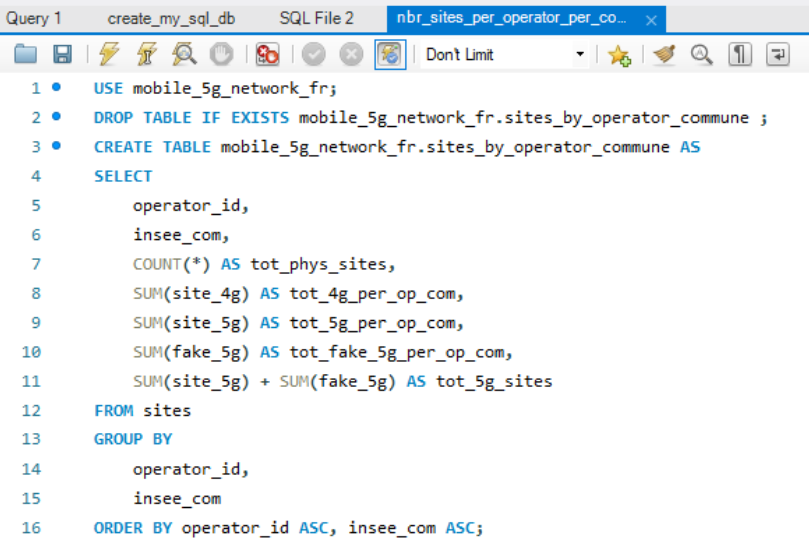 Query 1 create_my_sql_db SQL File 2 nbr_sites_per_operator_per_co... ×
Don't Limit
1 USE mobile_5g_network_fr;
2 DROP TABLE IF EXISTS mobile_5g_network_fr.sites_by_operator_commune ;
3 CREATE TABLE mobile_5g_network_fr.sites_by_operator_commune AS
4 SELECT
5 operator_id,
6 insee_com,
7 COUNT(*) AS tot_phys_sites,
8 SUM(site_4g) AS tot_4g_per_op_com,
9 SUM(site_5g) AS tot_5g_per_op_com,
10 SUM(fake_5g) AS tot_fake_5g_per_op_com,
11 SUM(site_5g) + SUM(fake_5g) AS tot_5g_sites
12 FROM sites
13 GROUP BY
14 operator_id,
15 insee_com
16 ORDER BY operator_id ASC, insee_com ASC;